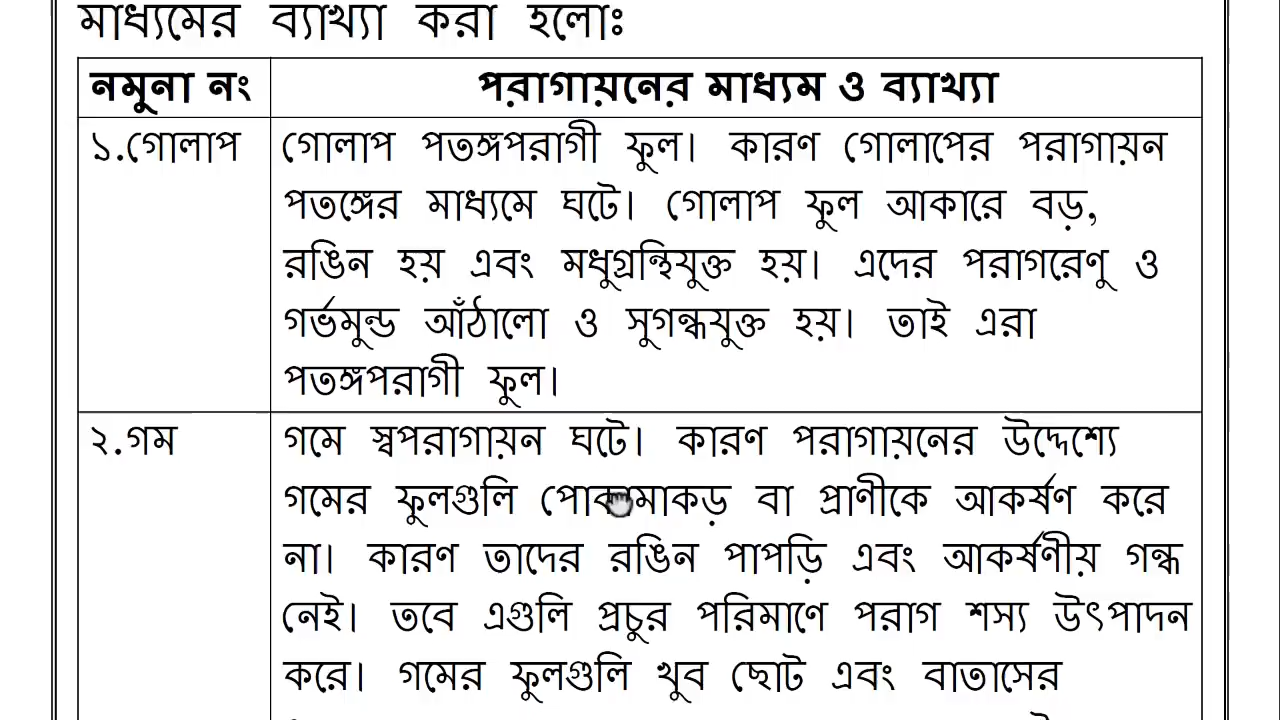 মাধ্যমের ব্যাখ্যা করা হলোঃ
নমুনা নং পরাগায়নের মাধ্যম ও ব্যাখ্যা
১.গোলাপ গোলাপ পতঙ্গপরাগী ফুল। কারণ গোলাপের পরাগায়ন
পতঙ্গের মাধ্যমে ঘটে। গোলাপ ফুল আকারে বড়,
রঙিন হয় এবং মধুগ্রন্থিযুক্ত হয়। এদের পরাগরেণু ও
গর্ভমুন্ড আঁঠালো ও সুগন্ধযুক্ত হয়। তাই এরা
পতঙ্গপরাগী ফুল।
২.গম গমে স্বপরাগায়ন ঘটে। কারণ পরাগায়নের উদ্দেশ্যে
গমের ফুলগুলি পোকামাকড় বা প্রাণীকে আকর্ষণ করে
না। কারণ তাদের রঙিন পাপড়ি এবং আকর্ষণীয় গন্ধ
নেই। তবে এগুলি প্রচুর পরিমাণে পরাগ শস্য উৎপাদন
করে। গমের ফুলগুলি খুব ছোট এবং বাতাসের